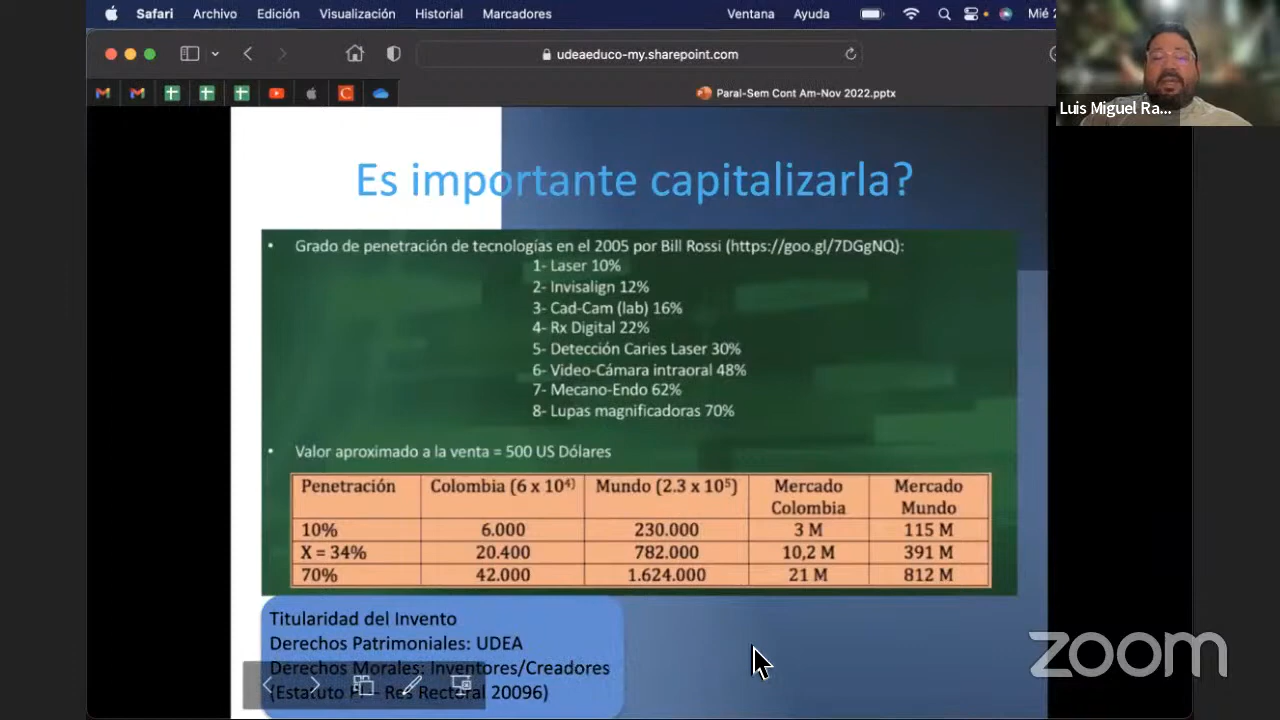 Safari Archivo Edición Visualización Historial Marcadores Ventana Ayuda Mié
udeaeduco-my.sharepoint.com
Paral-Sem Cont Am-Nov 2022.pptx
Luis Miguel Ra...
Es importante capitalizarla?
• Grado de penetración de tecnologías en el 2005 por Bill Rossi (https://goo.gl/7DGgNQ):
1- Laser 10%
2- Invisalign 12%
3- Cad-Cam (lab) 16%
4- Rx Digital 22%
5- Detección Caries Laser 30%
6- Video-Cámara intraoral 48%
7- Mecano-Endo 62%
8- Lupas magnificadoras 70%
• Valor aproximado a la venta = 500 US Dólares
Penetración Colombia (6 x 10⁴) Mundo (2.3 x 10⁵) Mercado Colombia Mercado Mundo
10% 6.000 230.000 3 M 115 M
X = 34% 20.400 782.000 10,2 M 391 M
70% 42.000 1.624.000 21 M 812 M
Titularidad del Invento
Derechos Patrimoniales: UDEA
Derechos Morales: Inventores/Creadores
(Estatuto Res Rectoral 20096)
zoom